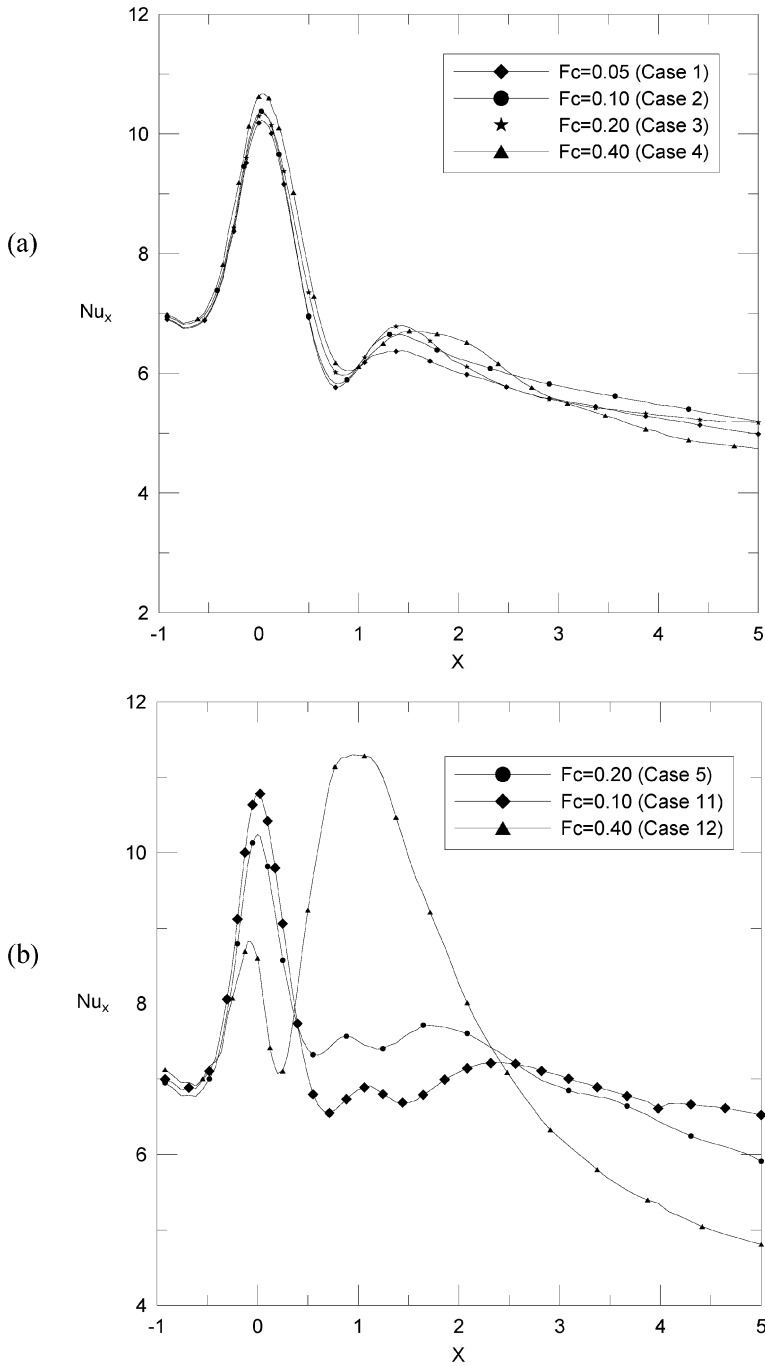 (a)
12
10
8
6
4
2
Nuₓ
Fc=0.05 (Case 1)
Fc=0.10 (Case 2)
Fc=0.20 (Case 3)
Fc=0.40 (Case 4)
-1 0 1 2 3 4 5
X
(b)
12
10
8
6
4
Nuₓ
Fc=0.20 (Case 5)
Fc=0.10 (Case 11)
Fc=0.40 (Case 12)
-1 0 1 2 3 4 5
X